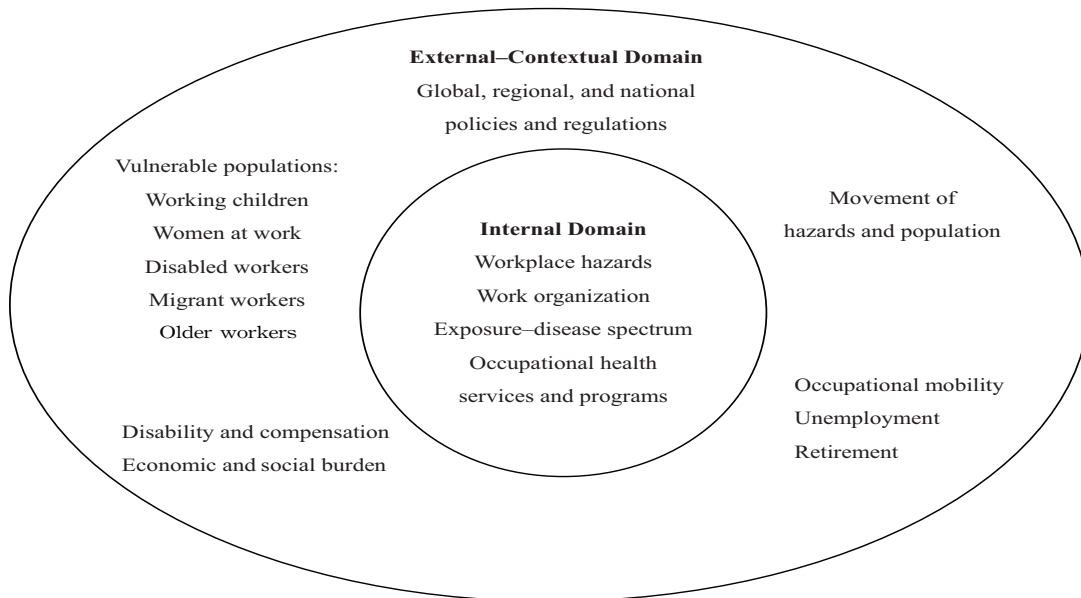 External–Contextual Domain
Global, regional, and national
policies and regulations
Vulnerable populations:
Working children
Women at work
Disabled workers
Migrant workers
Older workers
Disability and compensation
Economic and social burden
Internal Domain
Workplace hazards
Work organization
Exposure–disease spectrum
Occupational health
services and programs
Movement of
hazards and population
Occupational mobility
Unemployment
Retirement